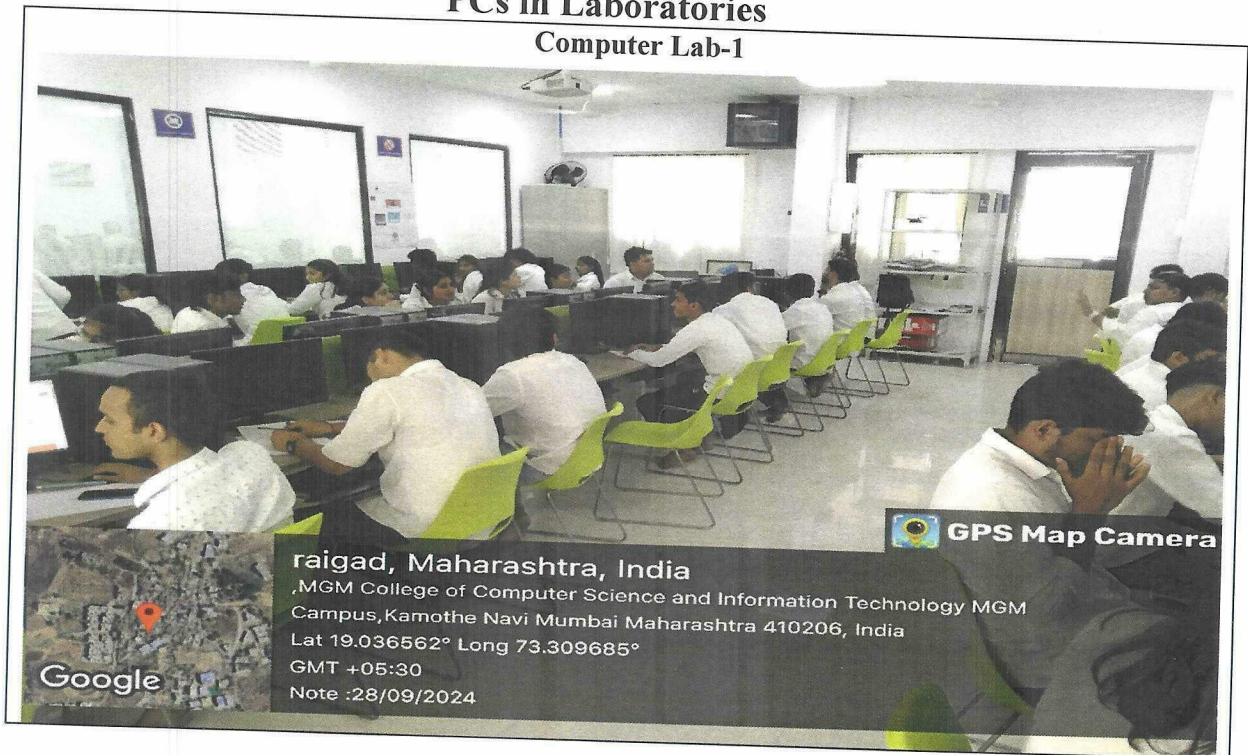 PCs in Laboratories
Computer Lab-1
GPS Map Camera
raigad, Maharashtra, India
,MGM College of Computer Science and Information Technology MGM
Campus,Kamothe Navi Mumbai Maharashtra 410206, India
Lat 19.036562° Long 73.309685°
GMT +05:30
Note :28/09/2024
Google